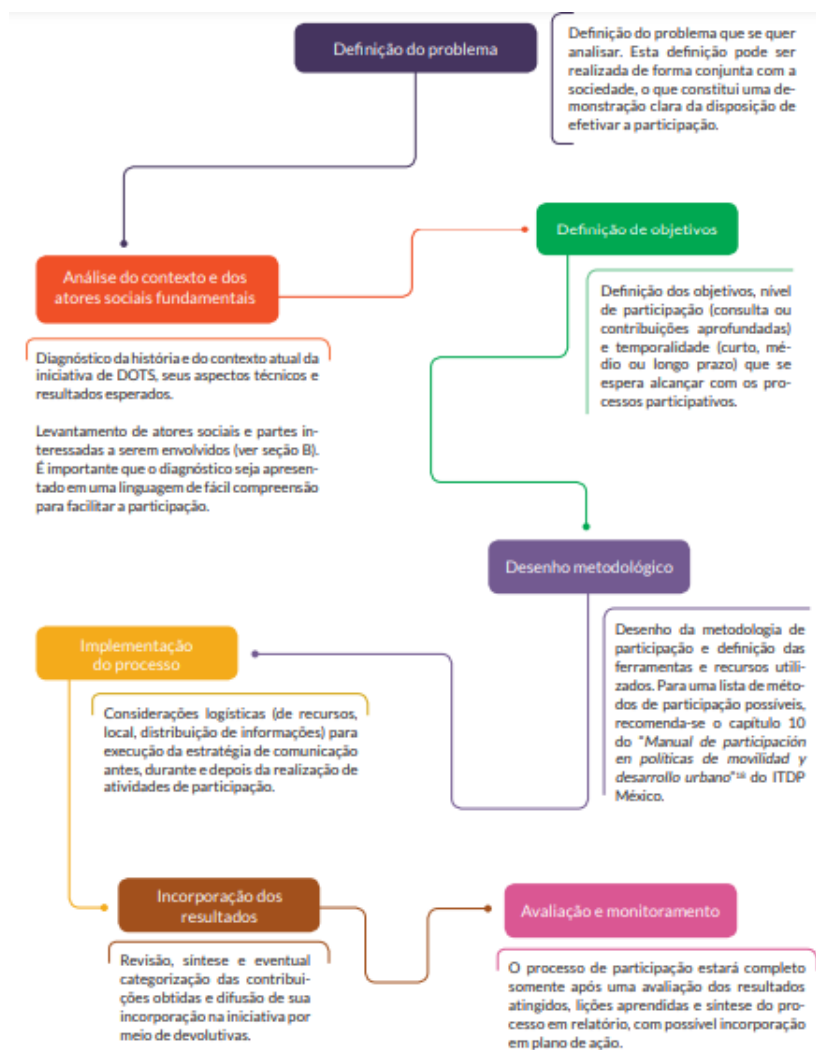 Definição do problema
Definição do problema que se quer
analisar. Esta definição pode ser
realizada de forma conjunta com a
sociedade, o que constitui uma de-
monstração clara da disposição de
efetivar a participação.
Análise do contexto e dos
atores sociais fundamentais
Diagnóstico da história e do contexto atual da
iniciativa de DOTS, seus aspectos técnicos e
resultados esperados.
Levantamento de atores sociais e partes in-
teressadas a serem envolvidos (ver seção B).
É importante que o diagnóstico seja apresen-
tado em uma linguagem de fácil compreensão
para facilitar a participação.
Definição de objetivos
Definição dos objetivos, nível
de participação (consulta ou
contribuições aprofundadas)
e temporalidade (curto, mé-
dio ou longo prazo) que se
espera alcançar com os pro-
cessos participativos.
Desenho metodológico
Desenho da metodologia de
participação e definição das
ferramentas e recursos utili-
zados. Para uma lista de méto-
dos de participação possíveis,
recomenda-se o capítulo 10
do "Manual de participación
en políticas de movilidad y
desarrollo urbano"¹⁸ do ITDP
México.
Implementação
do processo
Considerações logísticas (de recursos,
local, distribuição de informações) para
execução da estratégia de comunicação
antes, durante e depois da realização de
atividades de participação.
Incorporação dos
resultados
Revisão, síntese e eventual
categorização das contribui-
ções obtidas e difusão de sua
incorporação na iniciativa por
meio de devolutivas.
Avaliação e monitoramento
O processo de participação estará completo
somente após uma avaliação dos resultados
atingidos, lições aprendidas e síntese do pro-
cesso em relatório, com possível incorporação
em plano de ação.